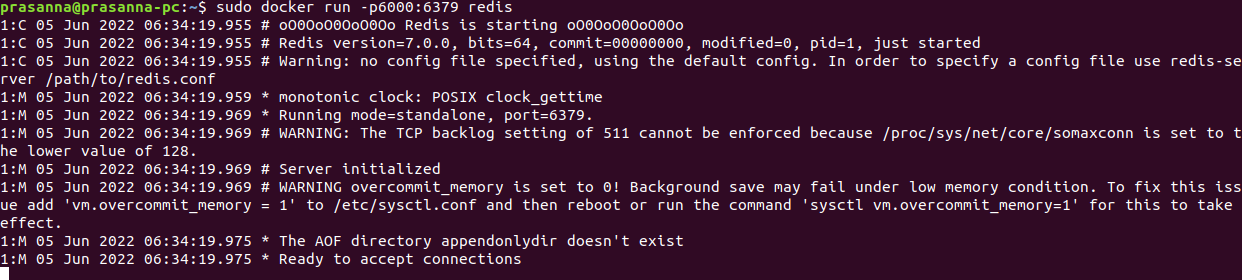 prasanna@prasanna-pc:~$ sudo docker run -p6000:6379 redis
1:C 05 Jun 2022 06:34:19.955 # oO0OoO0OoO0Oo Redis is starting oO0OoO0OoO0Oo
1:C 05 Jun 2022 06:34:19.955 # Redis version=7.0.0, bits=64, commit=00000000, modified=0, pid=1, just started
1:C 05 Jun 2022 06:34:19.955 # Warning: no config file specified, using the default config. In order to specify a config file use redis-se
rver /path/to/redis.conf
1:M 05 Jun 2022 06:34:19.959 * monotonic clock: POSIX clock_gettime
1:M 05 Jun 2022 06:34:19.969 * Running mode=standalone, port=6379.
1:M 05 Jun 2022 06:34:19.969 # WARNING: The TCP backlog setting of 511 cannot be enforced because /proc/sys/net/core/somaxconn is set to t
he lower value of 128.
1:M 05 Jun 2022 06:34:19.969 # Server initialized
1:M 05 Jun 2022 06:34:19.969 # WARNING overcommit_memory is set to 0! Background save may fail under low memory condition. To fix this iss
ue add 'vm.overcommit_memory = 1' to /etc/sysctl.conf and then reboot or run the command 'sysctl vm.overcommit_memory=1' for this to take
effect.
1:M 05 Jun 2022 06:34:19.975 * The AOF directory appendonlydir doesn't exist
1:M 05 Jun 2022 06:34:19.975 * Ready to accept connections